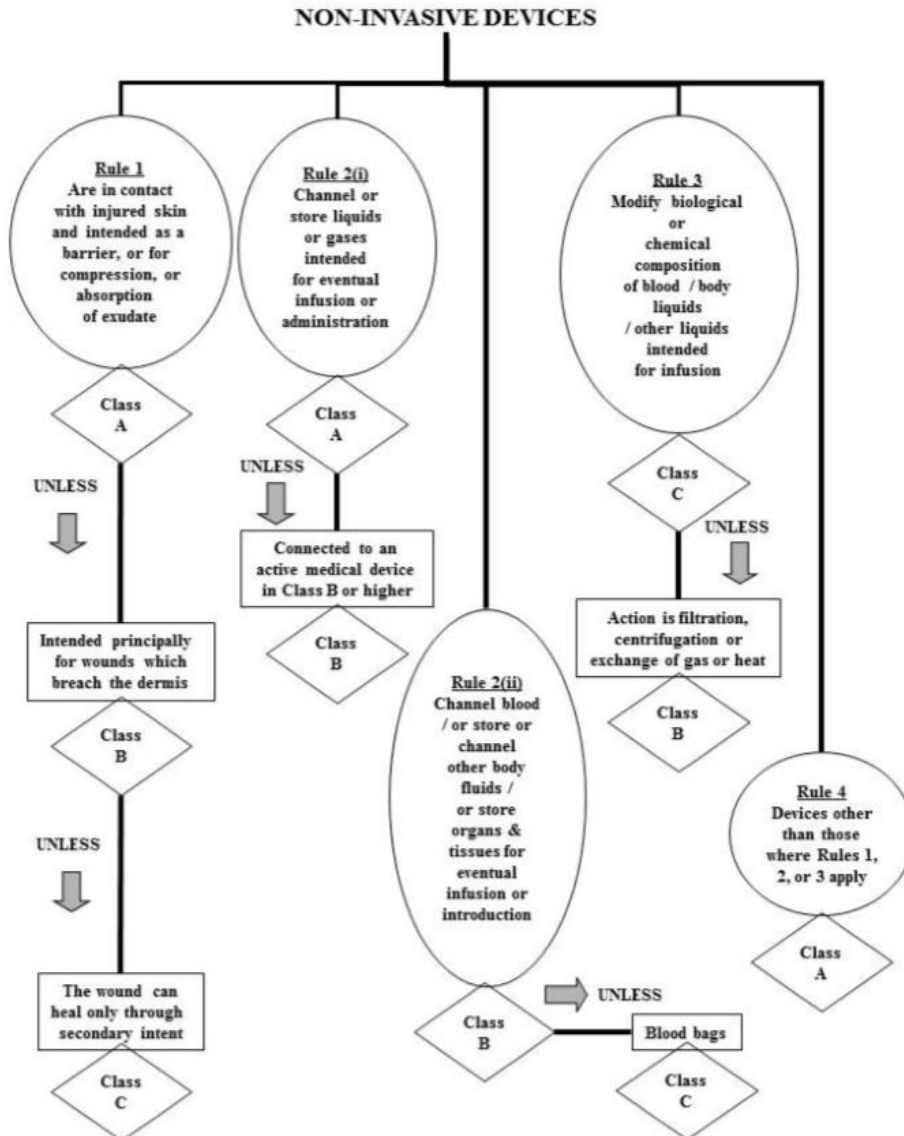 NON-INVASIVE DEVICES
Rule 1
Are in contact
with injured skin
and intended as a
barrier, or for
compression, or
absorption
of exudate
Class
A
UNLESS
Intended principally
for wounds which
breach the dermis
Class
B
UNLESS
The wound can
heal only through
secondary intent
Class
C
Rule 2(i)
Channel or
store liquids
or gases
intended
for eventual
infusion or
administration
Class
A
UNLESS
Connected to an
active medical device
in Class B or higher
Class
B
Rule 2(ii)
Channel blood
/ or store or
channel
other body
fluids /
or store
organs &
tissues for
eventual
infusion or
introduction
Class
B
UNLESS
Blood bags
Class
C
Rule 3
Modify biological
or
chemical
composition
of blood / body
liquids
/ other liquids
intended
for infusion
Class
C
UNLESS
Action is filtration,
centrifugation or
exchange of gas or heat
Class
B
Rule 4
Devices other
than those
where Rules 1,
2, or 3 apply
Class
A